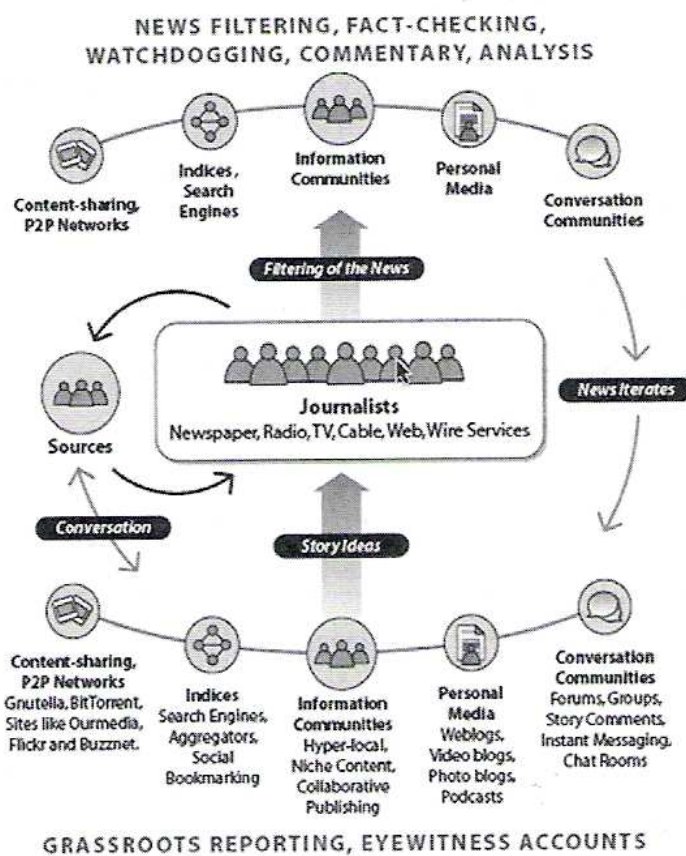 NEWS FILTERING, FACT-CHECKING,
WATCHDOGGING, COMMENTARY, ANALYSIS
Content-sharing,
P2P Networks
Indices,
Search
Engines
Information
Communities
Personal
Media
Conversation
Communities
Filtering of the News
Sources
Journalists
Newspaper, Radio, TV, Cable, Web, Wire Services
News Iterates
Conversation
Story Ideas
Content-sharing,
P2P Networks
Gnutella, BitTorrent,
Sites like Ourmedia,
Flickr and Buzznet.
Indices
Search Engines,
Aggregators,
Social
Bookmarking
Information
Communities
Hyper-local,
Niche Content,
Collaborative
Publishing
Personal
Media
Weblogs,
Video blogs,
Photo blogs,
Podcasts
Conversation
Communities
Forums, Groups,
Story Comments,
Instant Messaging,
Chat Rooms
GRASSROOTS REPORTING, EYEWITNESS ACCOUNTS